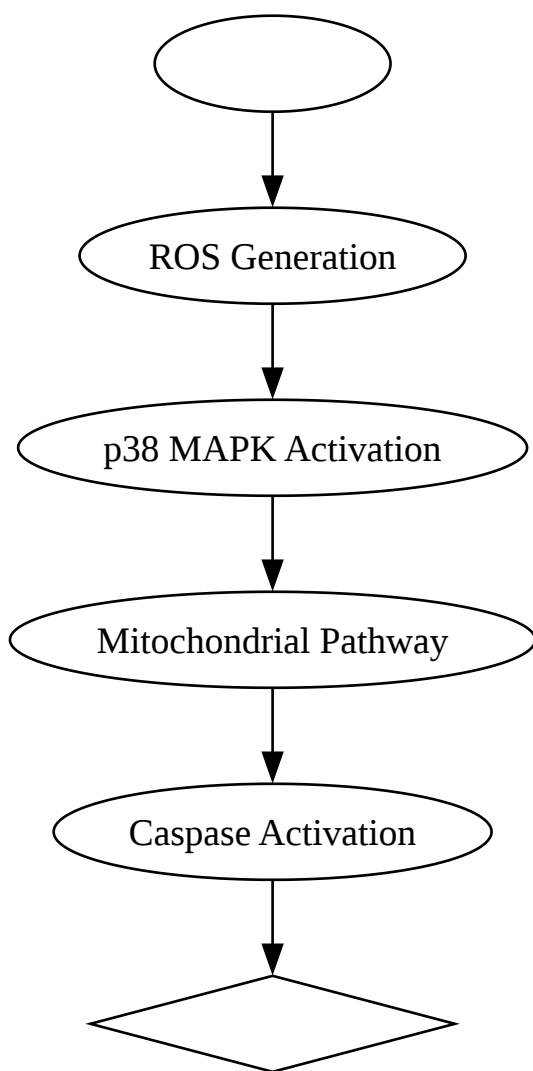 ROS Generation
p38 MAPK Activation
Mitochondrial Pathway
Caspase Activation